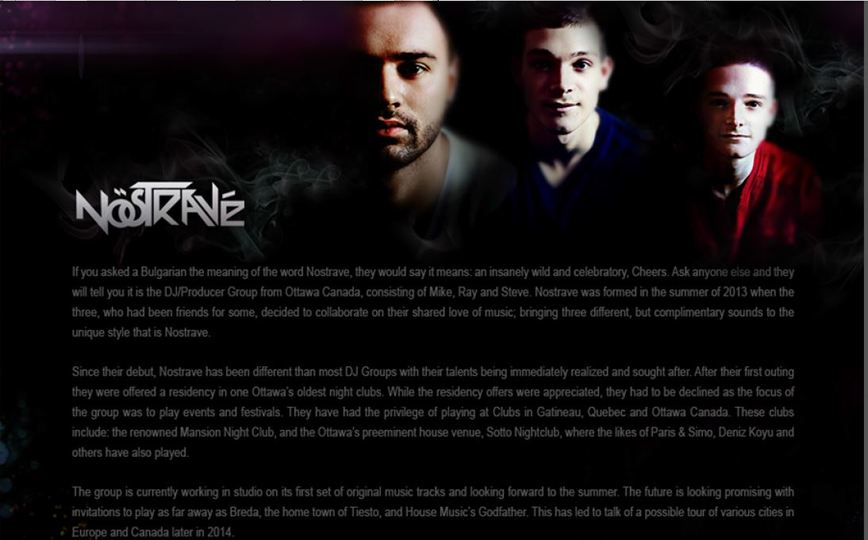 NÖSTRAVÉ
If you asked a Bulgarian the meaning of the word Nostrave, they would say it means: an insanely wild and celebratory, Cheers. Ask anyone else and they
will tell you it is the DJ/Producer Group from Ottawa Canada, consisting of Mike, Ray and Steve. Nostrave was formed in the summer of 2013 when the
three, who had been friends for some, decided to collaborate on their shared love of music; bringing three different, but complimentary sounds to the
unique style that is Nostrave.
Since their debut, Nostrave has been different than most DJ Groups with their talents being immediately realized and sought after. After their first outing
they were offered a residency in one Ottawa's oldest night clubs. While the residency offers were appreciated, they had to be declined as the focus of
the group was to play events and festivals. They have had the privilege of playing at Clubs in Gatineau, Quebec and Ottawa Canada. These clubs
include: the renowned Mansion Night Club, and the Ottawa's preeminent house venue, Sotto Nightclub, where the likes of Paris & Simo, Deniz Koyu and
others have also played.
The group is currently working in studio on its first set of original music tracks and looking forward to the summer. The future is looking promising with
invitations to play as far away as Breda, the home town of Tiesto, and House Music's Godfather. This has led to talk of a possible tour of various cities in
Europe and Canada later in 2014.